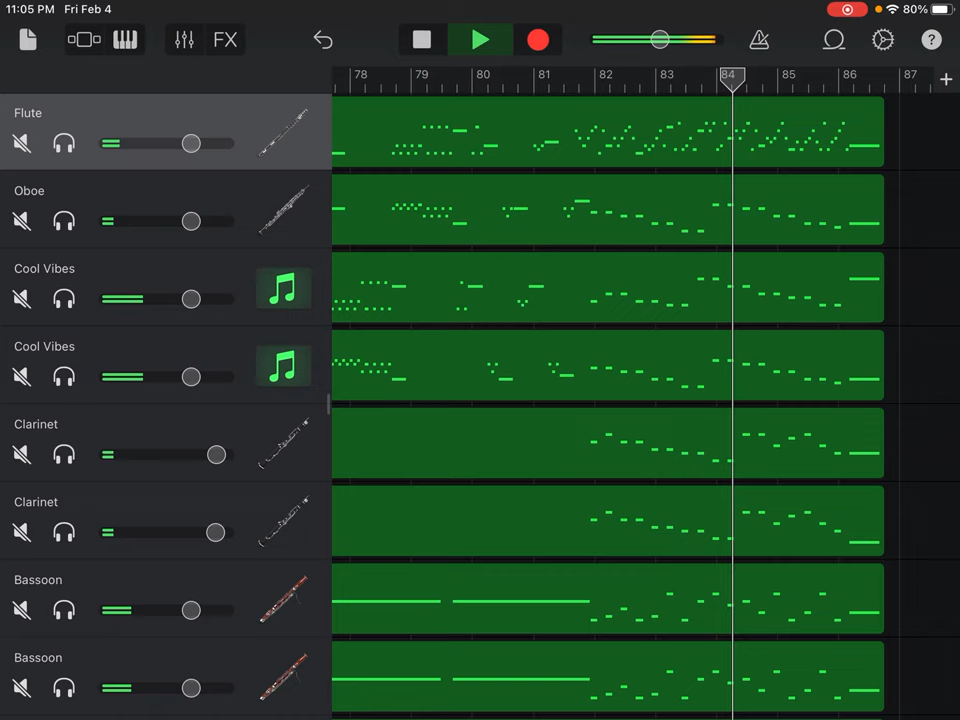 11:05 PM Fri Feb 4 80%
FX ?
78 79 80 81 82 83 84 85 86 87 +
Flute
Oboe
Cool Vibes
Cool Vibes
Clarinet
Clarinet
Bassoon
Bassoon